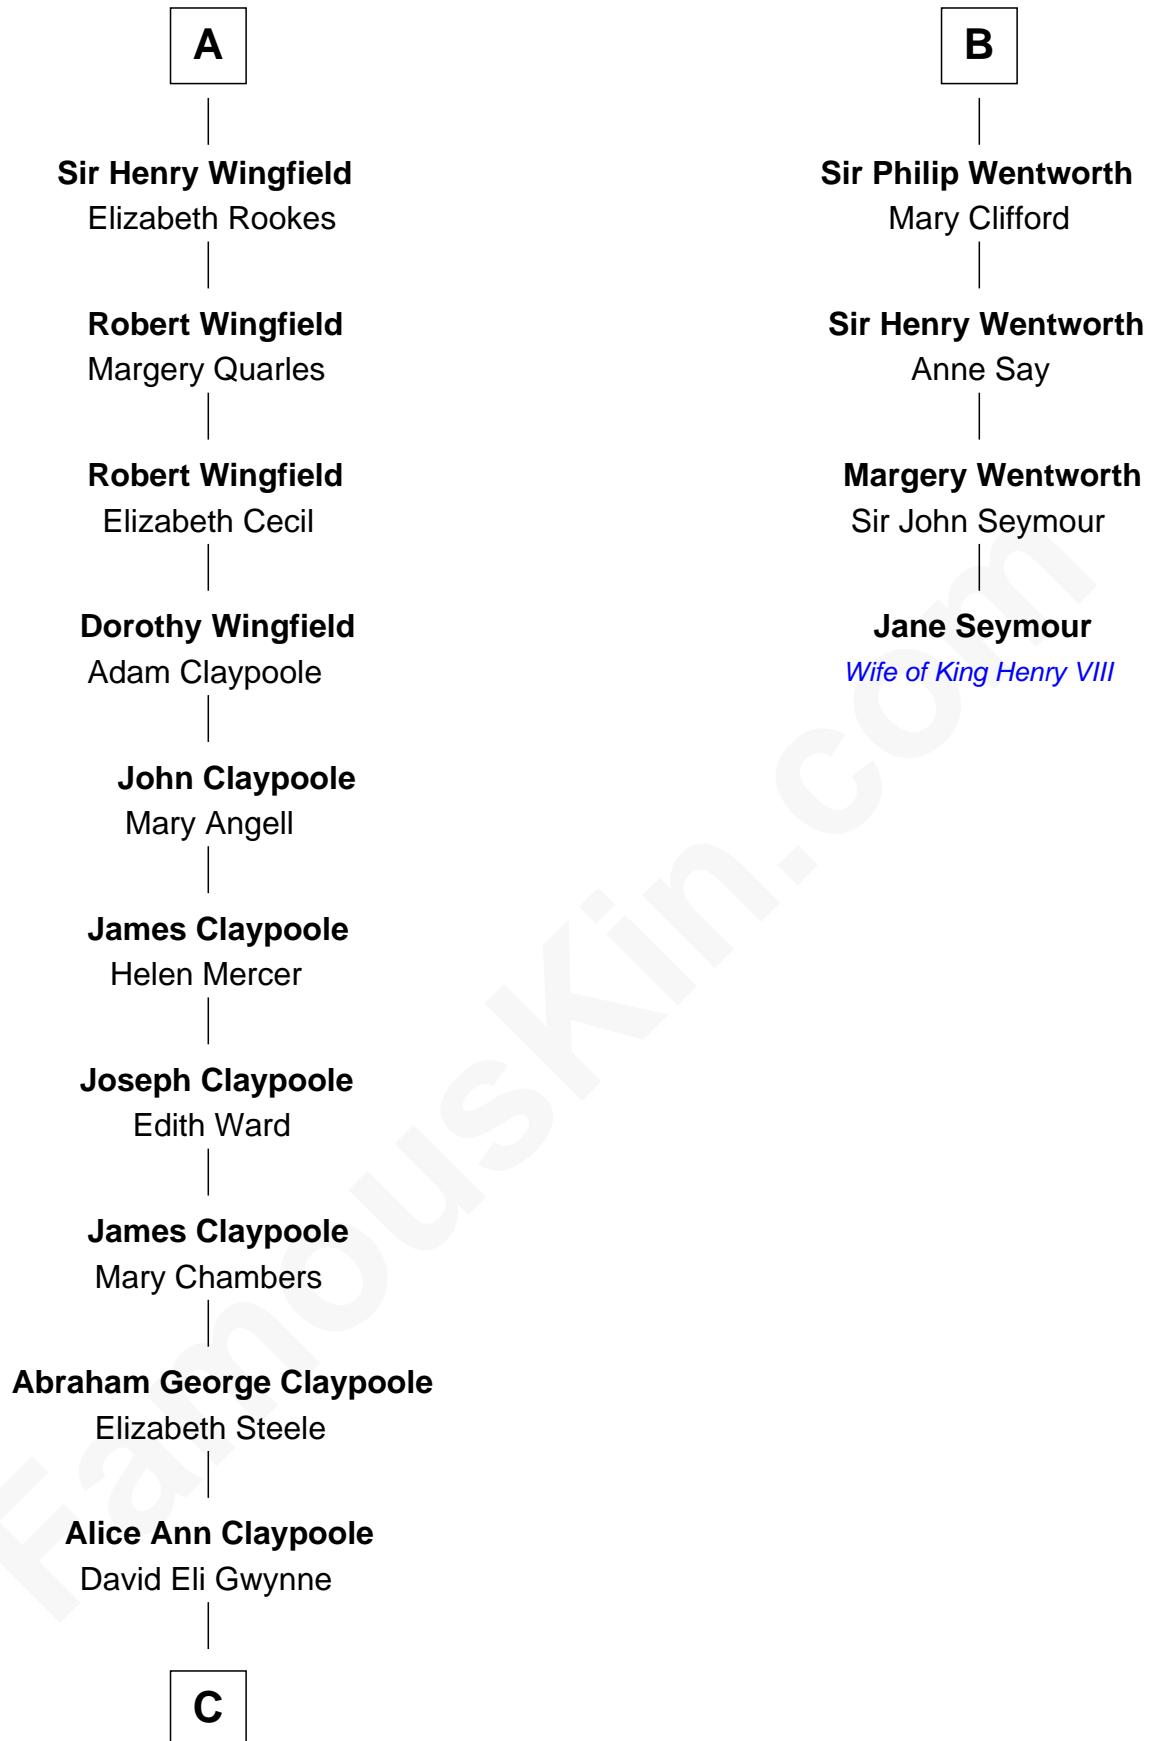 A
Sir Henry Wingfield
Elizabeth Rookes
Robert Wingfield
Margery Quarles
Robert Wingfield
Elizabeth Cecil
Dorothy Wingfield
Adam Claypoole
John Claypoole
Mary Angell
James Claypoole
Helen Mercer
Joseph Claypoole
Edith Ward
James Claypoole
Mary Chambers
Abraham George Claypoole
Elizabeth Steele
Alice Ann Claypoole
David Eli Gwynne
C
B
Sir Philip Wentworth
Mary Clifford
Sir Henry Wentworth
Anne Say
Margery Wentworth
Sir John Seymour
Jane Seymour
Wife of King Henry VIII
FamousKin.com